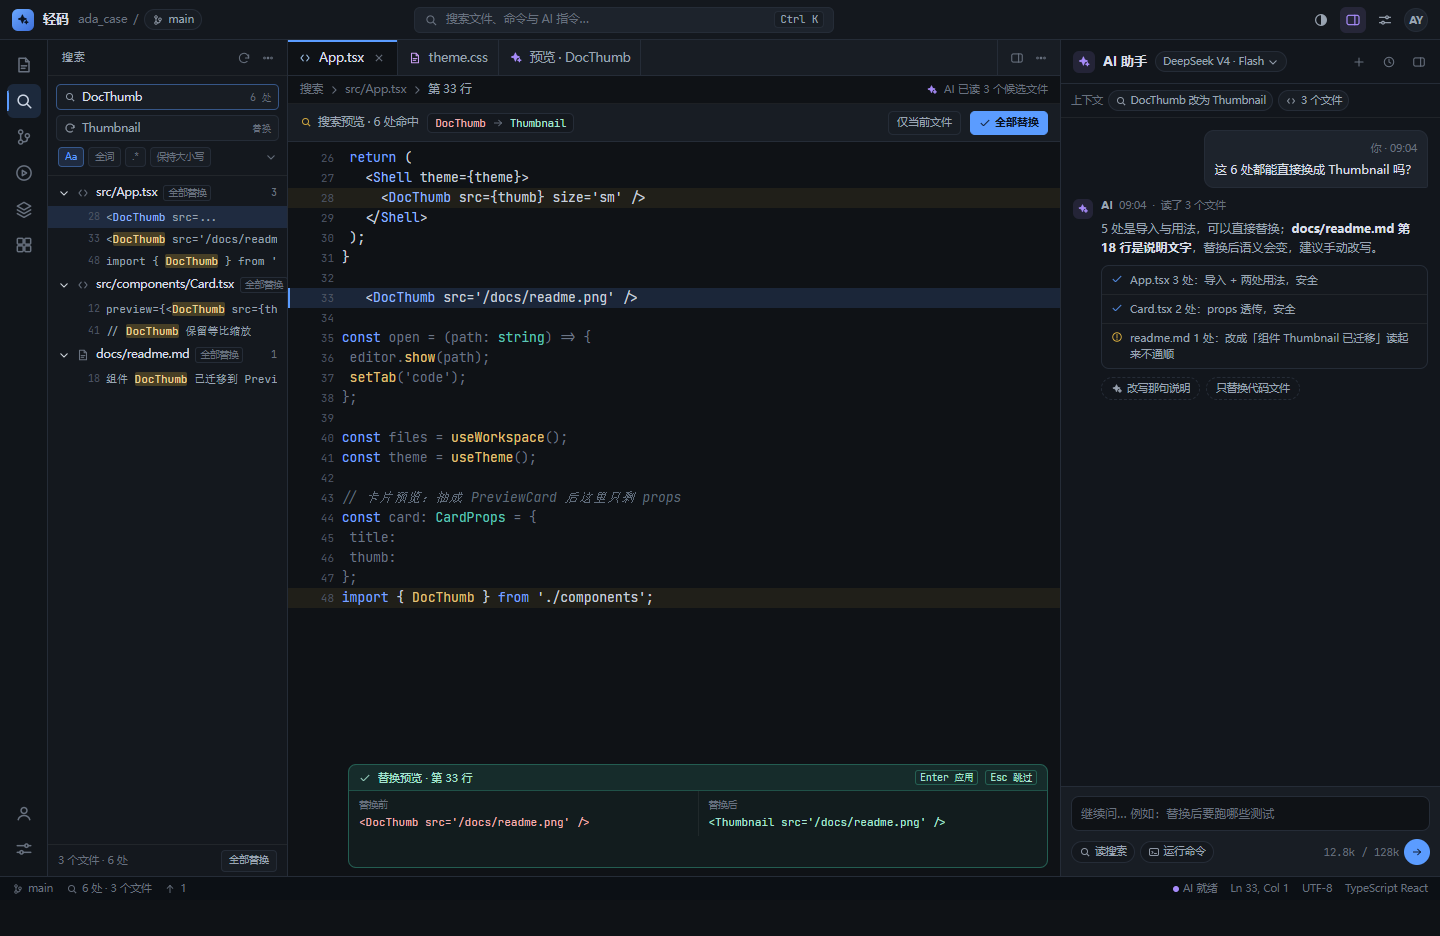 轻码 ada_case / main
搜索文件、命令与 AI 指令... Ctrl K
AY
搜索
DocThumb 6 处
Thumbnail 替换
Aa 全词 .* 保持大小写
src/App.tsx 全部替换 3
28 <DocThumb src=...
33 <DocThumb src='/docs/readm
48 import { DocThumb } from '
src/components/Card.tsx 全部替换
12 preview={<DocThumb src={th
41 // DocThumb 保留等比缩放
docs/readme.md 全部替换 1
18 组件 DocThumb 已迁移到 Previ
3 个文件 · 6 处 全部替换
App.tsx
theme.css
预览 · DocThumb
搜索 > src/App.tsx > 第 33 行
AI 已读 3 个候选文件
搜索预览 · 6 处命中 DocThumb → Thumbnail
仅当前文件 全部替换
26 return (
27 <Shell theme={theme}>
28 <DocThumb src={thumb} size='sm' />
29 </Shell>
30 );
31 }
32
33 <DocThumb src='/docs/readme.png' />
34
35 const open = (path: string) => {
36 editor.show(path);
37 setTab('code');
38 };
39
40 const files = useWorkspace();
41 const theme = useTheme();
42
43 // 卡片预览：抽成 PreviewCard 后这里只剩 props
44 const card: CardProps = {
45 title:
46 thumb:
47 };
48 import { DocThumb } from './components';
替换预览 · 第 33 行 Enter 应用 Esc 跳过
替换前
<DocThumb src='/docs/readme.png' />
替换后
<Thumbnail src='/docs/readme.png' />
AI 助手 DeepSeek V4 · Flash
上下文 DocThumb 改为 Thumbnail 3 个文件
你 · 09:04
这 6 处都能直接换成 Thumbnail 吗？
AI 09:04 · 读了 3 个文件
5 处是导入与用法，可以直接替换；docs/readme.md 第
18 行是说明文字，替换后语义会变，建议手动改写。
App.tsx 3 处：导入 + 两处用法，安全
Card.tsx 2 处：props 透传，安全
readme.md 1 处：改成「组件 Thumbnail 已迁移」读起
来不通顺
改写那句说明 只替换代码文件
继续问... 例如：替换后要跑哪些测试
读搜索 运行命令 12.8k / 128k
main 6 处 · 3 个文件 1
AI 就绪 Ln 33, Col 1 UTF-8 TypeScript React